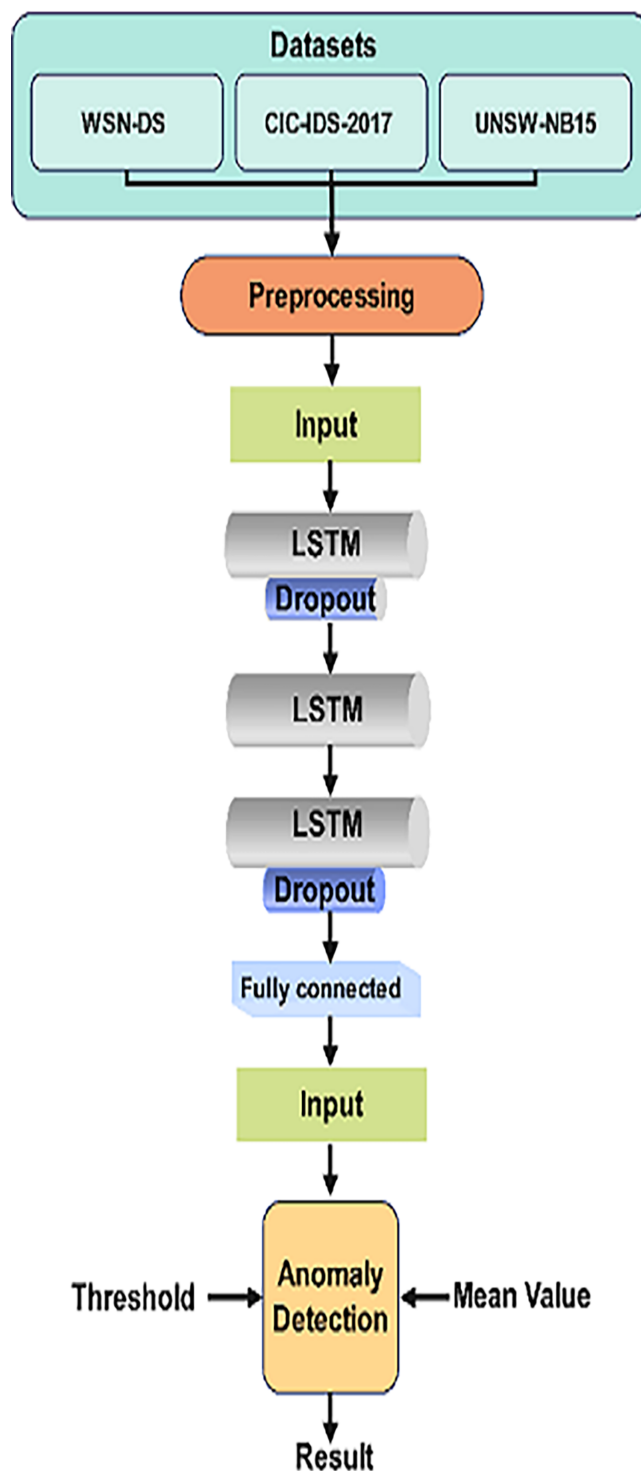 Datasets
WSN-DS
CIC-IDS-2017
UNSW-NB15
Preprocessing
Input
LSTM
Dropout
LSTM
LSTM
Dropout
Fully connected
Input
Threshold
Anomaly
Detection
Mean Value
Result